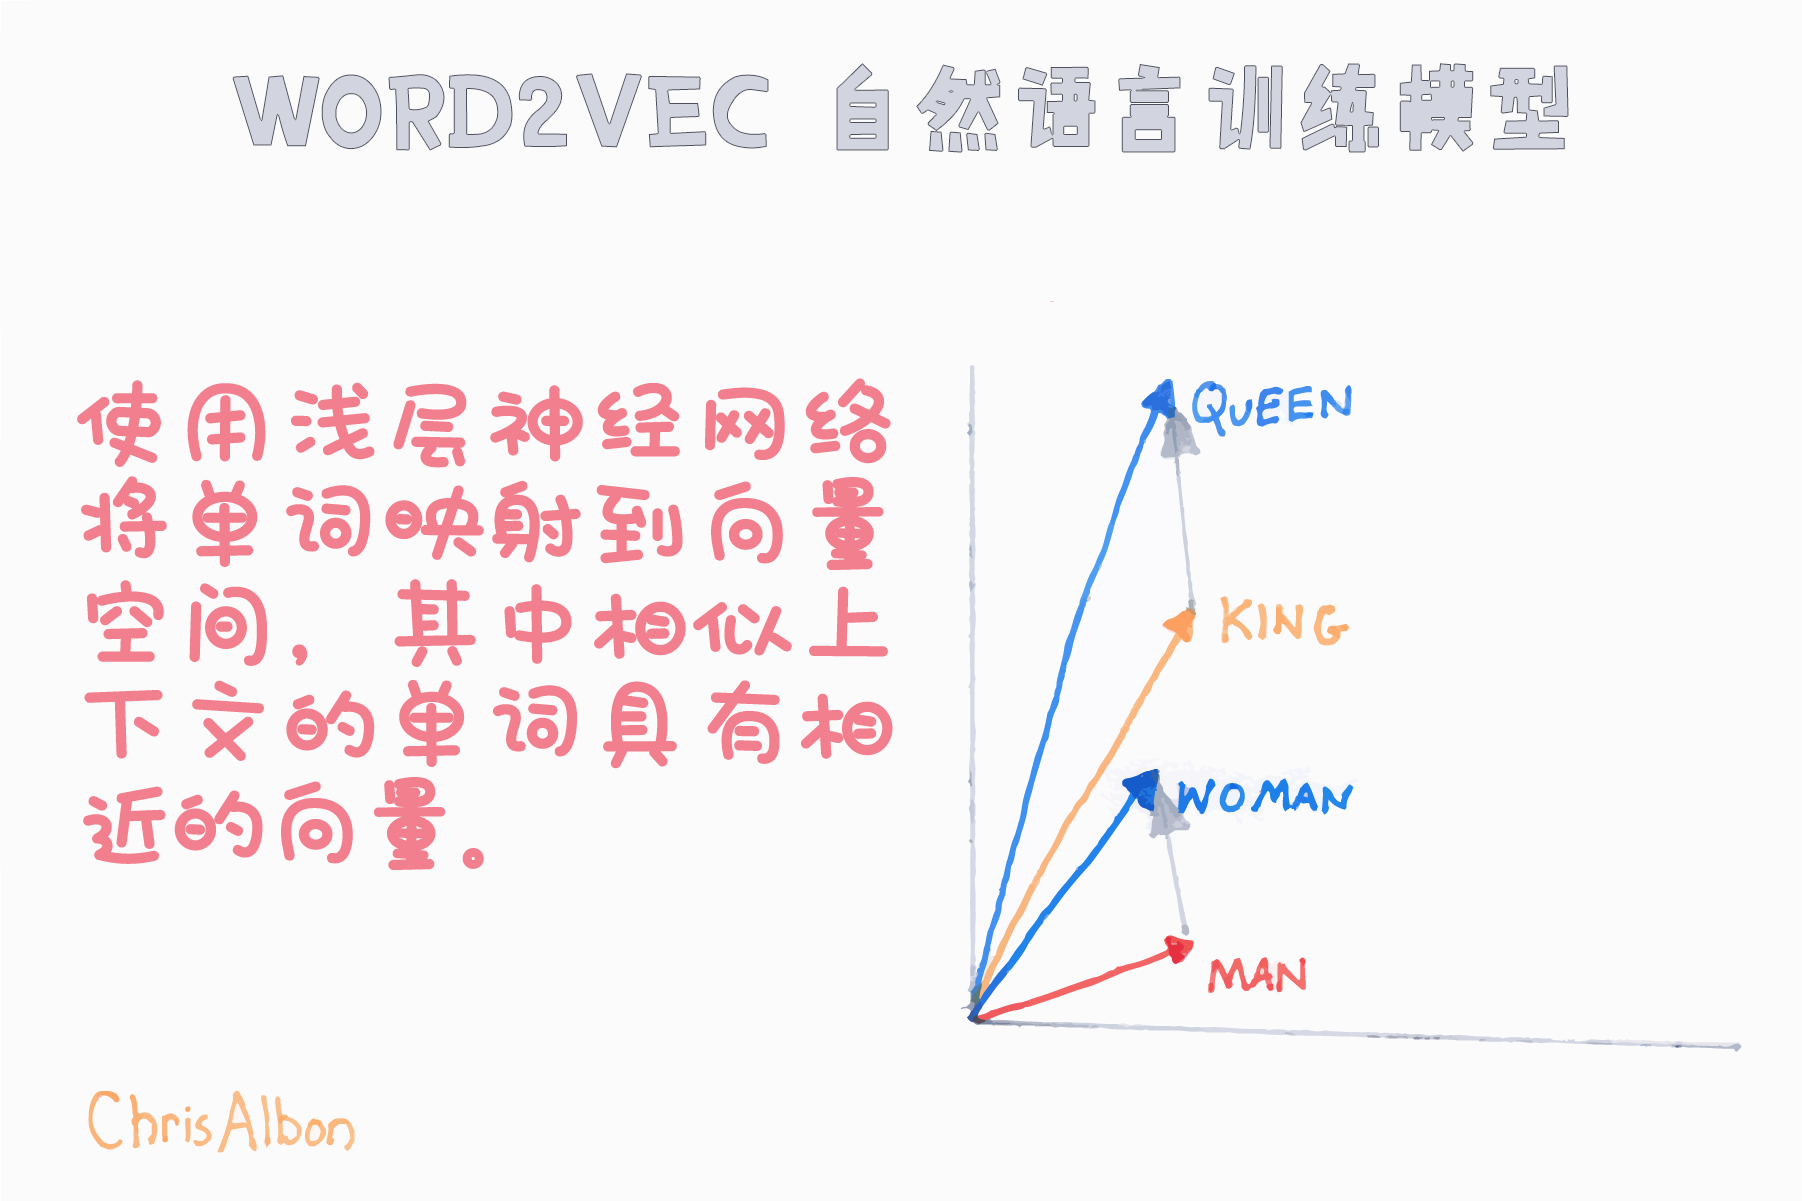 WORD2VEC 自然语言训练模型
使用浅层神经网络
将单词映射到向量
空间，其中相似上
下文的单词具有相
近的向量。
QUEEN
KING
WOMAN
MAN
ChrisAlbon